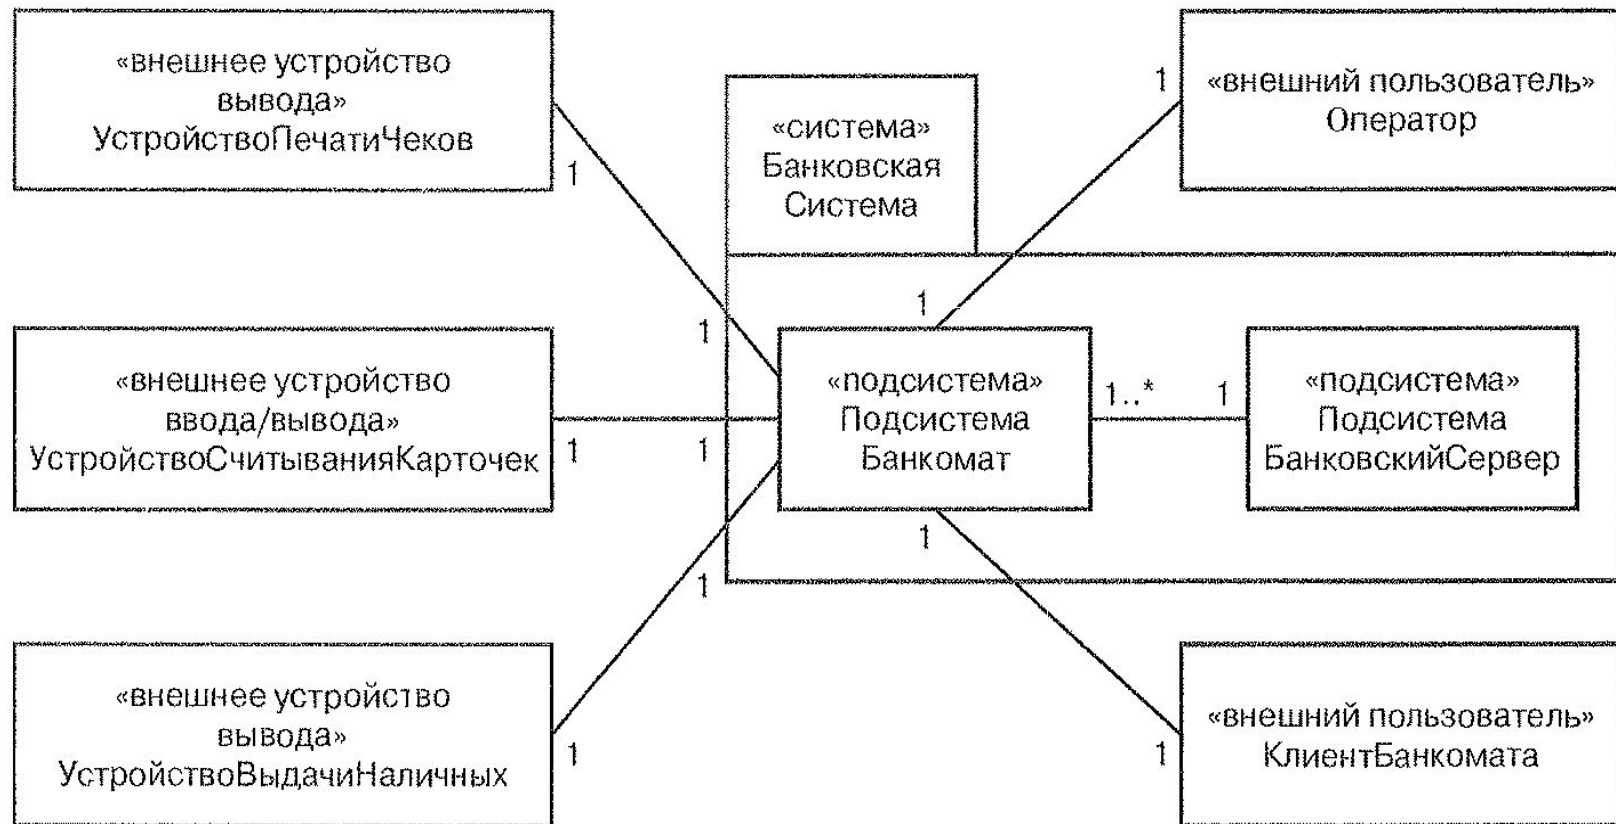 «внешнее устройство
вывода»
УстройствоПечатиЧеков
1
1
«система»
Банковская
Система
1
«внешний пользователь»
Оператор
1
«внешнее устройство
ввода/вывода»
УстройствоСчитыванияКарточек
1
1
«подсистема»
Подсистема
Банкомат
1..*
1
«подсистема»
Подсистема
БанковскийСервер
«внешнее устройство
вывода»
УстройствоВыдачиНаличных
1
1
1
1
«внешний пользователь»
КлиентБанкомата